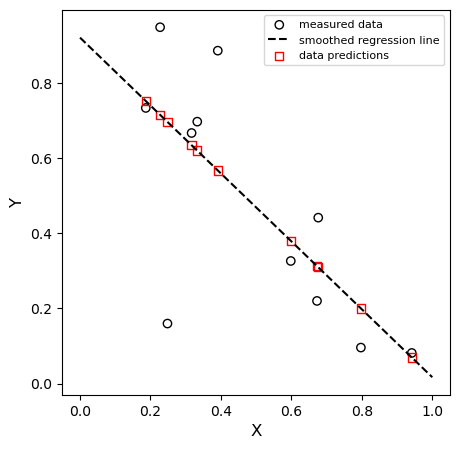 measured data
smoothed regression line
data predictions
Y
0.8
0.6
0.4
0.2
0.0
0.0 0.2 0.4 0.6 0.8 1.0
X